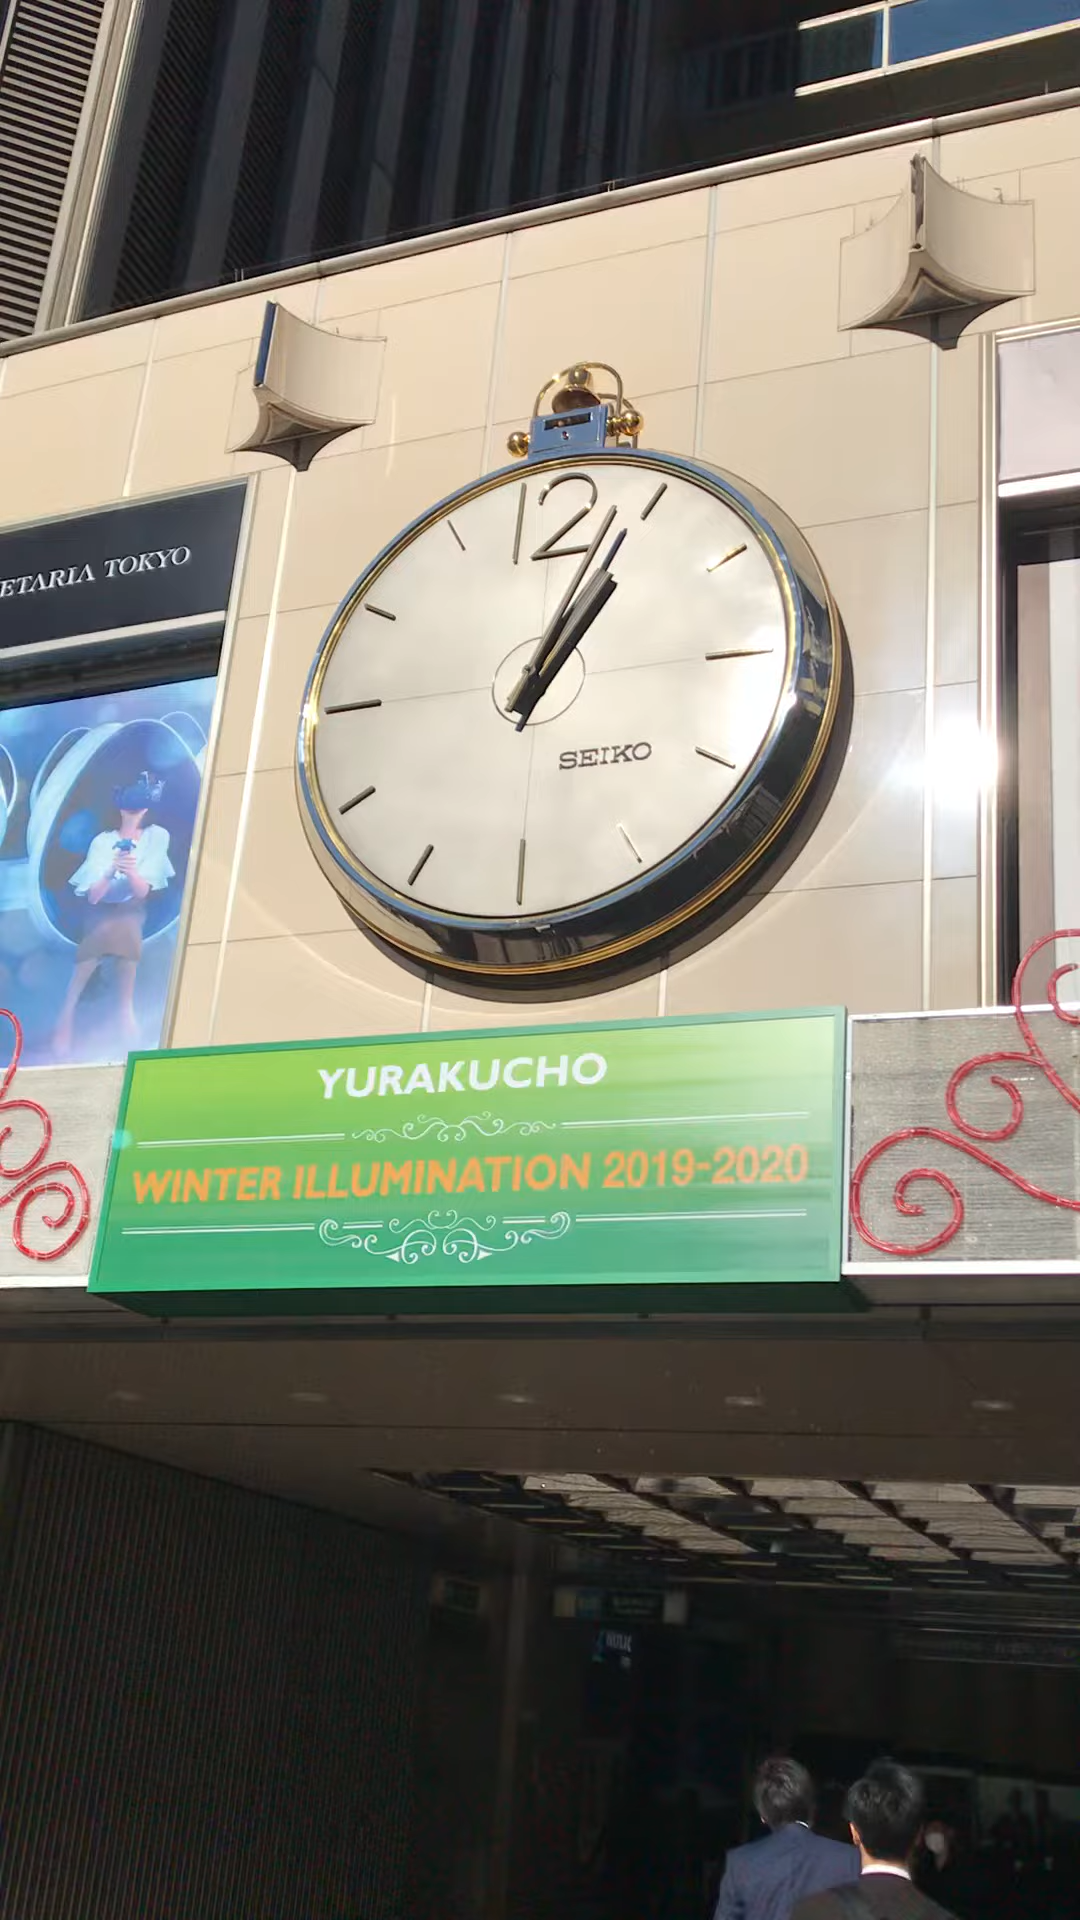 ETARIA TOKYO
12
SEIKO
YURAKUCHO
WINTER ILLUMINATION 2019-2020